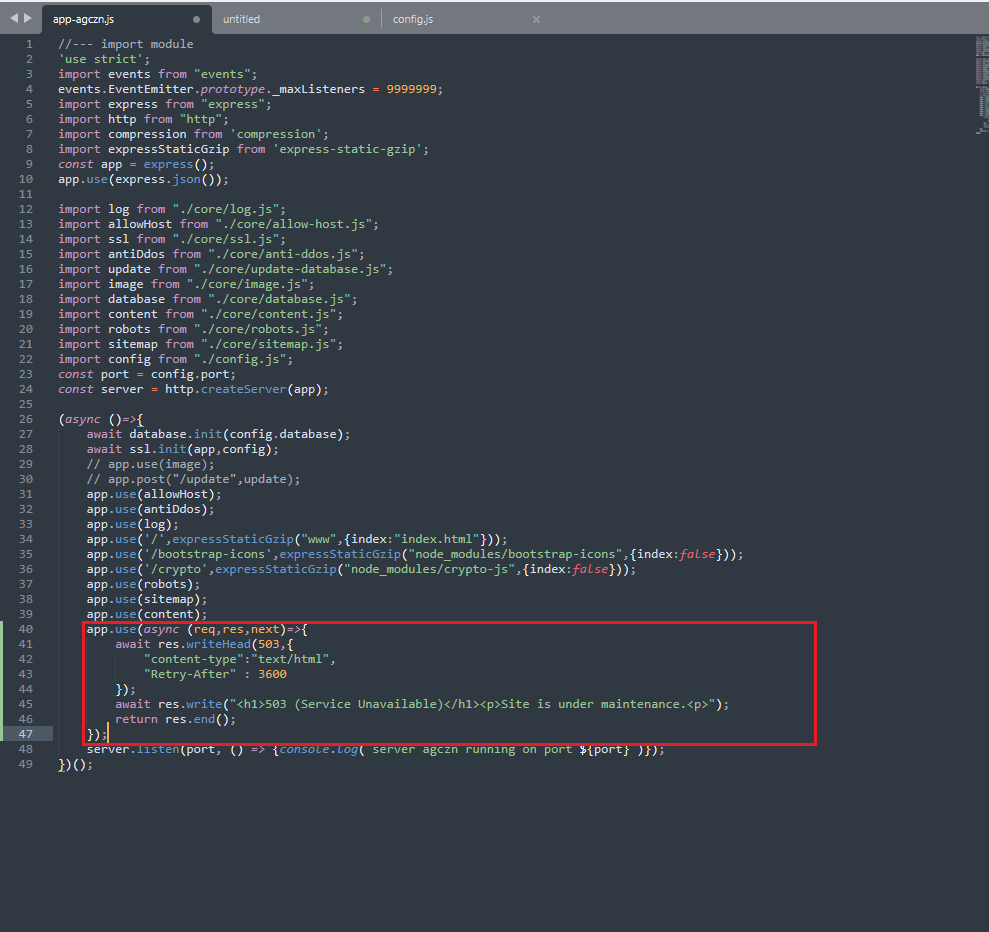 app-agczn.js untitled config.js
1 //--- import module
2 'use strict';
3 import events from "events";
4 events.EventEmitter.prototype._maxListeners = 9999999;
5 import express from "express";
6 import http from "http";
7 import compression from 'compression';
8 import expressStaticGzip from 'express-static-gzip';
9 const app = express();
10 app.use(express.json());
11
12 import log from "./core/log.js";
13 import allowHost from "./core/allow-host.js";
14 import ssl from "./core/ssl.js";
15 import antiDdos from "./core/anti-ddos.js";
16 import update from "./core/update-database.js";
17 import image from "./core/image.js";
18 import database from "./core/database.js";
19 import content from "./core/content.js";
20 import robots from "./core/robots.js";
21 import sitemap from "./core/sitemap.js";
22 import config from "./config.js";
23 const port = config.port;
24 const server = http.createServer(app);
25
26 (async ()=>{
27 await database.init(config.database);
28 await ssl.init(app,config);
29 // app.use(image);
30 // app.post("/update",update);
31 app.use(allowHost);
32 app.use(antiDdos);
33 app.use(log);
34 app.use('/',expressStaticGzip("www",{index:"index.html"}));
35 app.use('/bootstrap-icons',expressStaticGzip("node_modules/bootstrap-icons",{index:false}));
36 app.use('/crypto',expressStaticGzip("node_modules/crypto-js",{index:false}));
37 app.use(robots);
38 app.use(sitemap);
39 app.use(content);
40 app.use(async (req,res,next)=>{
41 await res.writeHead(503,{
42 "content-type":"text/html",
43 "Retry-After" : 3600
44 });
45 await res.write("<h1>503 (Service Unavailable)</h1><p>Site is under maintenance.<p>");
46 return res.end();
47 });
48 server.listen(port, () => {console.log(`server agczn running on port ${port}`)});
49 })();